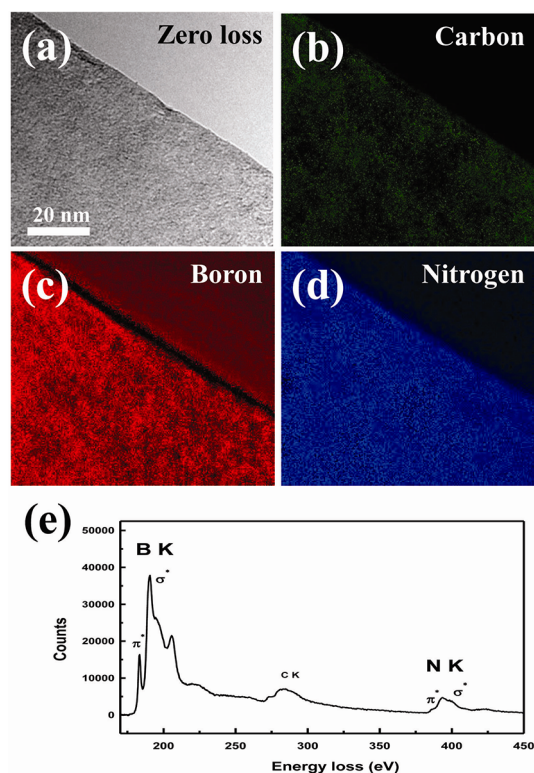 (a) Zero loss
20 nm
(b) Carbon
(c) Boron
(d) Nitrogen
(e)
50000
40000
30000
20000
10000
0
Counts
B K
π* σ*
C K
N K
π* σ*
200 250 300 350 400 450
Energy loss (eV)